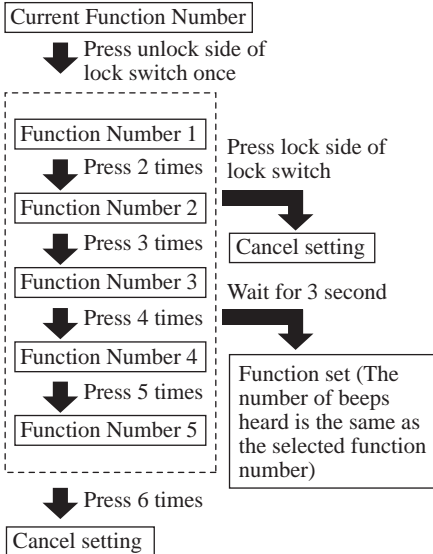 Current Function Number
Press unlock side of
lock switch once
Function Number 1
Press 2 times
Function Number 2
Press 3 times
Function Number 3
Press 4 times
Function Number 4
Press 5 times
Function Number 5
Press 6 times
Cancel setting
Press lock side of
lock switch
Cancel setting
Wait for 3 second
Function set (The
number of beeps
heard is the same as
the selected function
number)